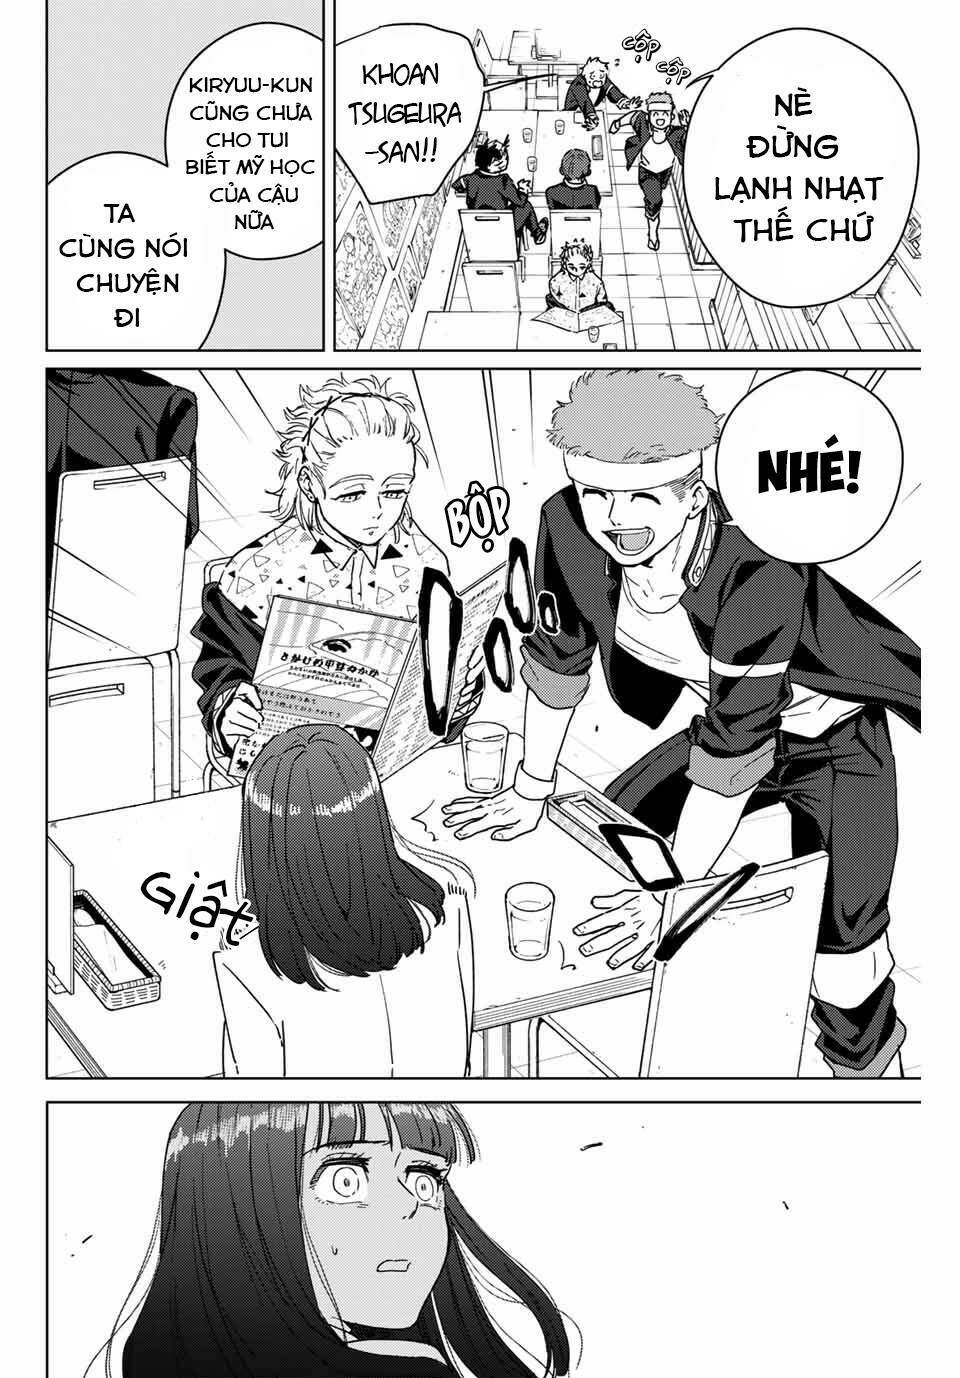 NÈ
ĐỪNG
LẠNH NHẠT
THẾ CHỨ
CỘP
CỘP
KHOAN
TSUGEURA
-SAN!!
KIRYUU-KUN
CŨNG CHƯA
CHO TUI
BIẾT MỸ HỌC
CỦA CẬU
NỮA
TA
CÙNG NÓI
CHUYỆN
ĐI
NHÉ!
BỘP
GIẬT